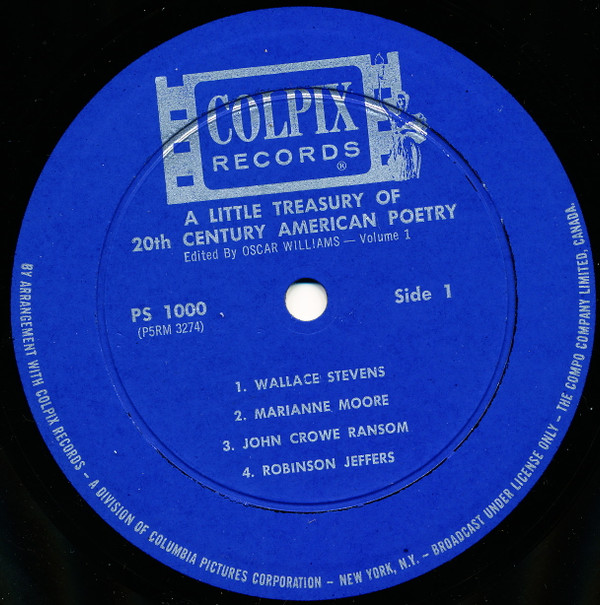 COLPIX
RECORDS ®
A LITTLE TREASURY OF
20th CENTURY AMERICAN POETRY
Edited By OSCAR WILLIAMS — Volume 1
PS 1000
(P5RM 3274)
Side 1
1. WALLACE STEVENS
2. MARIANNE MOORE
3. JOHN CROWE RANSOM
4. ROBINSON JEFFERS
BY ARRANGEMENT WITH COLPIX RECORDS – A DIVISION OF COLUMBIA PICTURES CORPORATION – NEW YORK, N.Y. – BROADCAST UNDER LICENSE ONLY – THE COMPO COMPANY LIMITED, CANADA.